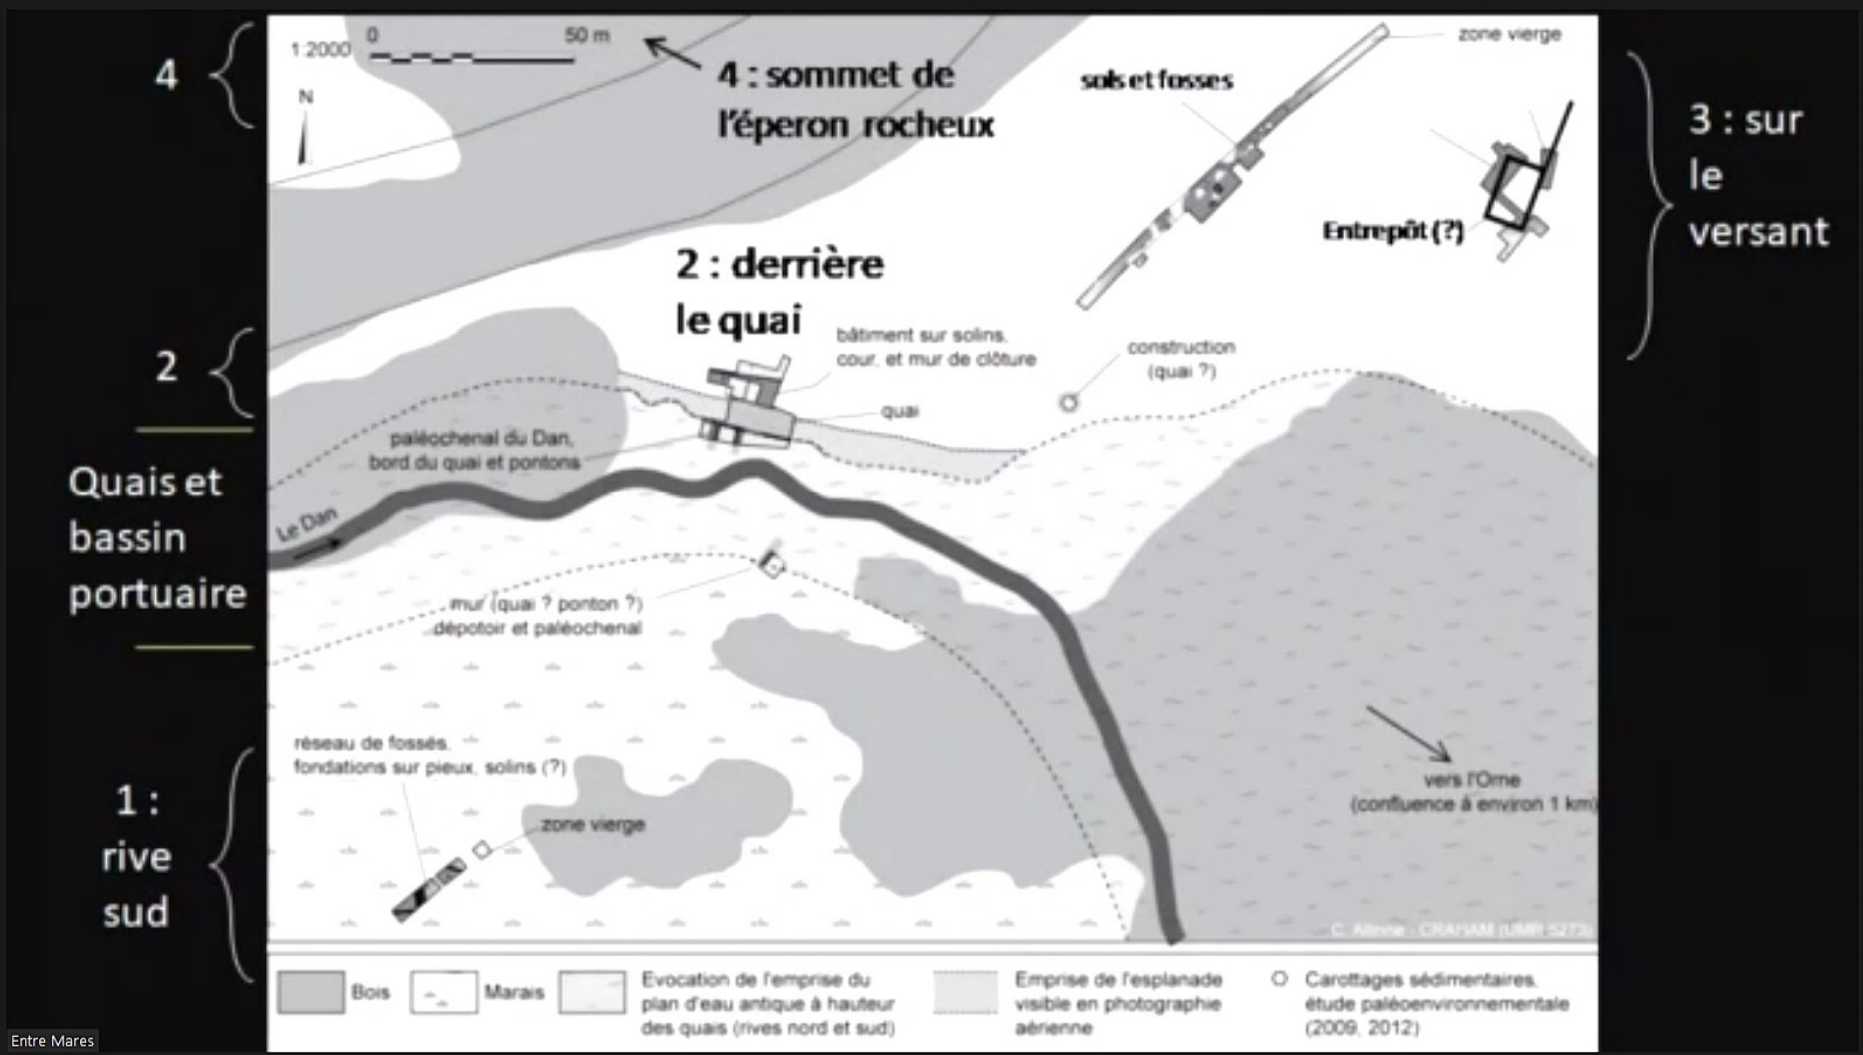 4
1:2000
0
50 m
N
4 : sommet de
l'éperon rocheux
sols et fosses
zone vierge
Entrepôt (?)
3 : sur
le
versant
2 : derrière
le quai
2
bâtiment sur solins,
cour, et mur de clôture
construction
(quai ?)
quai
paléochenal du Dan,
bord du quai et pontons
Quais et
bassin
portuaire
Le Dan
mur (quai ? ponton ?)
dépotoir et paléochenal
1 :
rive
sud
réseau de fossés,
fondations sur pieux, solins (?)
zone vierge
vers l'Orne
(confluence à environ 1 km)
C. Allinne - CRAHAM (UMR 6273)
Bois
Marais
Evocation de l'emprise du
plan d'eau antique à hauteur
des quais (rives nord et sud)
Emprise de l'esplanade
visible en photographie
aérienne
Carottages sédimentaires,
étude paléoenvironnementale
(2009, 2012)
Entre Mares